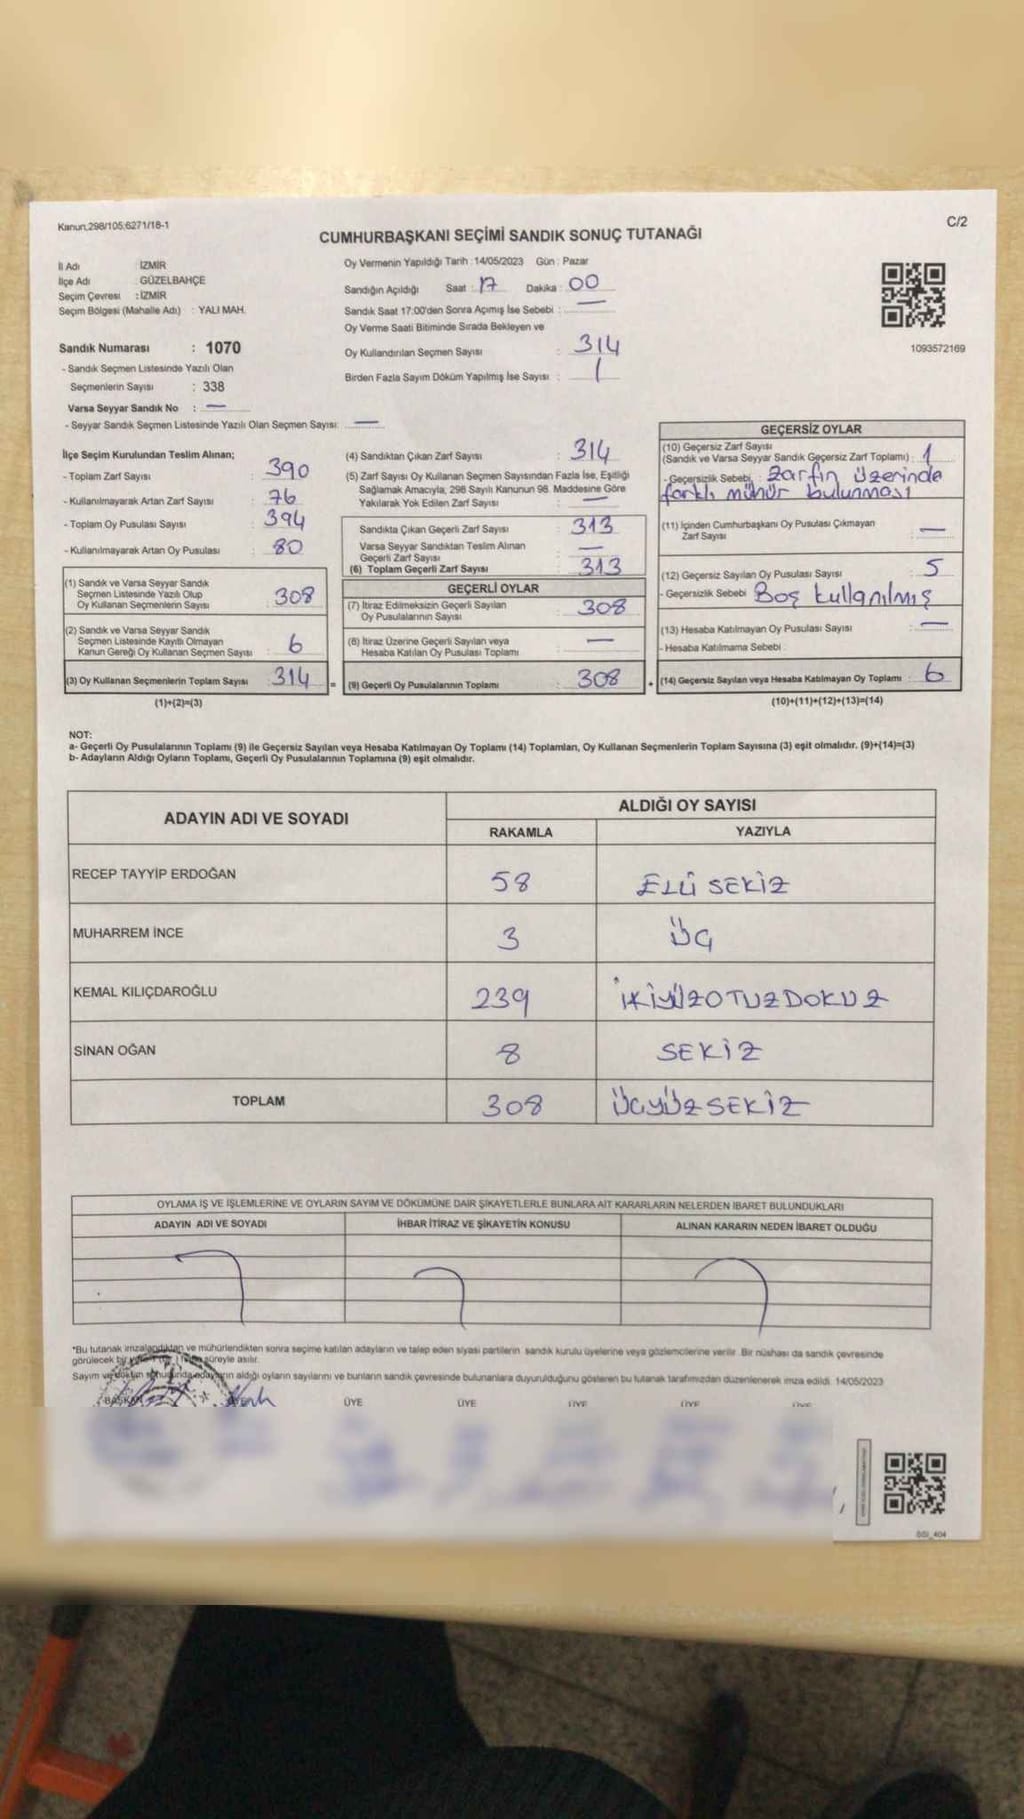 Kanun;298/105;6271/18-1
C/2
CUMHURBAŞKANI SEÇİMİ SANDIK SONUÇ TUTANAĞI
İl Adı : İZMİR
İlçe Adı : GÜZELBAHÇE
Seçim Çevresi : İZMİR
Seçim Bölgesi (Mahalle Adı) : YALI MAH.
Oy Vermenin Yapıldığı Tarih : 14/05/2023 Gün : Pazar
Sandığın Açıldığı Saat : 17 Dakika : 00
Sandık Saat 17:00'den Sonra Açımış İse Sebebi : —
Oy Verme Saati Bitiminde Sırada Bekleyen ve
Oy Kullandırılan Seçmen Sayısı : 314
Birden Fazla Sayım Döküm Yapılmış İse Sayısı : 1
1093572169
Sandık Numarası : 1070
- Sandık Seçmen Listesinde Yazılı Olan
Seçmenlerin Sayısı : 338
Varsa Seyyar Sandık No : —
- Seyyar Sandık Seçmen Listesinde Yazılı Olan Seçmen Sayısı: —
İlçe Seçim Kurulundan Teslim Alınan;
- Toplam Zarf Sayısı : 390
- Kullanılmayarak Artan Zarf Sayısı : 76
- Toplam Oy Pusulası Sayısı : 394
- Kullanılmayarak Artan Oy Pusulası : 80
(1) Sandık ve Varsa Seyyar Sandık
Seçmen Listesinde Yazılı Olup
Oy Kullanan Seçmenlerin Sayısı : 308
(2) Sandık ve Varsa Seyyar Sandık
Seçmen Listesinde Kayıtlı Olmayan
Kanun Gereği Oy Kullanan Seçmen Sayısı : 6
(3) Oy Kullanan Seçmenlerin Toplam Sayısı : 314
(1)+(2)=(3)
(4) Sandıktan Çıkan Zarf Sayısı : 314
(5) Zarf Sayısı Oy Kullanan Seçmen Sayısından Fazla İse, Eşitliği
Sağlamak Amacıyla, 298 Sayılı Kanunun 98. Maddesine Göre
Yakılarak Yok Edilen Zarf Sayısı : —
Sandıkta Çıkan Geçerli Zarf Sayısı : 313
Varsa Seyyar Sandıktan Teslim Alınan
Geçerli Zarf Sayısı : —
(6) Toplam Geçerli Zarf Sayısı : 313
GEÇERLİ OYLAR
(7) İtiraz Edilmeksizin Geçerli Sayılan
Oy Pusulalarının Sayısı : 308
(8) İtiraz Üzerine Geçerli Sayılan veya
Hesaba Katılan Oy Pusulası Toplamı : —
= (9) Geçerli Oy Pusulalarının Toplamı : 308
GEÇERSİZ OYLAR
(10) Geçersiz Zarf Sayısı
(Sandık ve Varsa Seyyar Sandık Geçersiz Zarf Toplamı) : 1
- Geçersizlik Sebebi : Zarfın üzerinde
farklı mühür bulunması
(11) İçinden Cumhurbaşkanı Oy Pusulası Çıkmayan
Zarf Sayısı : —
(12) Geçersiz Sayılan Oy Pusulası Sayısı : 5
- Geçersizlik Sebebi : Boş kullanılmış
(13) Hesaba Katılmayan Oy Pusulası Sayısı : —
- Hesaba Katılmama Sebebi :
+ (14) Geçersiz Sayılan veya Hesaba Katılmayan Oy Toplamı : 6
(10)+(11)+(12)+(13)=(14)
NOT:
a- Geçerli Oy Pusulalarının Toplamı (9) ile Geçersiz Sayılan veya Hesaba Katılmayan Oy Toplamı (14) Toplamları, Oy Kullanan Seçmenlerin Toplam Sayısına (3) eşit olmalıdır. (9)+(14)=(3)
b- Adayların Aldığı Oyların Toplamı, Geçerli Oy Pusulalarının Toplamına (9) eşit olmalıdır.
ADAYIN ADI VE SOYADI
ALDIĞI OY SAYISI
RAKAMLA YAZIYLA
RECEP TAYYİP ERDOĞAN 58 ELLİ SEKİZ
MUHARREM İNCE 3 ÜÇ
KEMAL KILIÇDAROĞLU 239 İKİYÜZOTUZDOKUZ
SİNAN OĞAN 8 SEKİZ
TOPLAM 308 ÜÇYÜZSEKİZ
OYLAMA İŞ VE İŞLEMLERİNE VE OYLARIN SAYIM VE DÖKÜMÜNE DAİR ŞİKAYETLERLE BUNLARA AİT KARARLARIN NELERDEN İBARET BULUNDUKLARI
ADAYIN ADI VE SOYADI İHBAR İTİRAZ VE ŞİKAYETİN KONUSU ALINAN KARARIN NEDEN İBARET OLDUĞU
*Bu tutanak imzalandıktan ve mühürlendikten sonra seçime katılan adayların ve talep eden siyasi partilerin sandık kurulu üyelerine veya gözlemcilerine verilir. Bir nüshası da sandık çevresinde
görülecek bir süreyle asılır.
Sayım ve döküm sonucunda adayların aldığı oyların sayılarını ve bunların sandık çevresinde bulunanlara duyurulduğunu gösteren bu tutanak tarafımızdan düzenlenerek imza edildi. 14/05/2023
BAŞKAN ÜYE ÜYE ÜYE ÜYE ÜYE